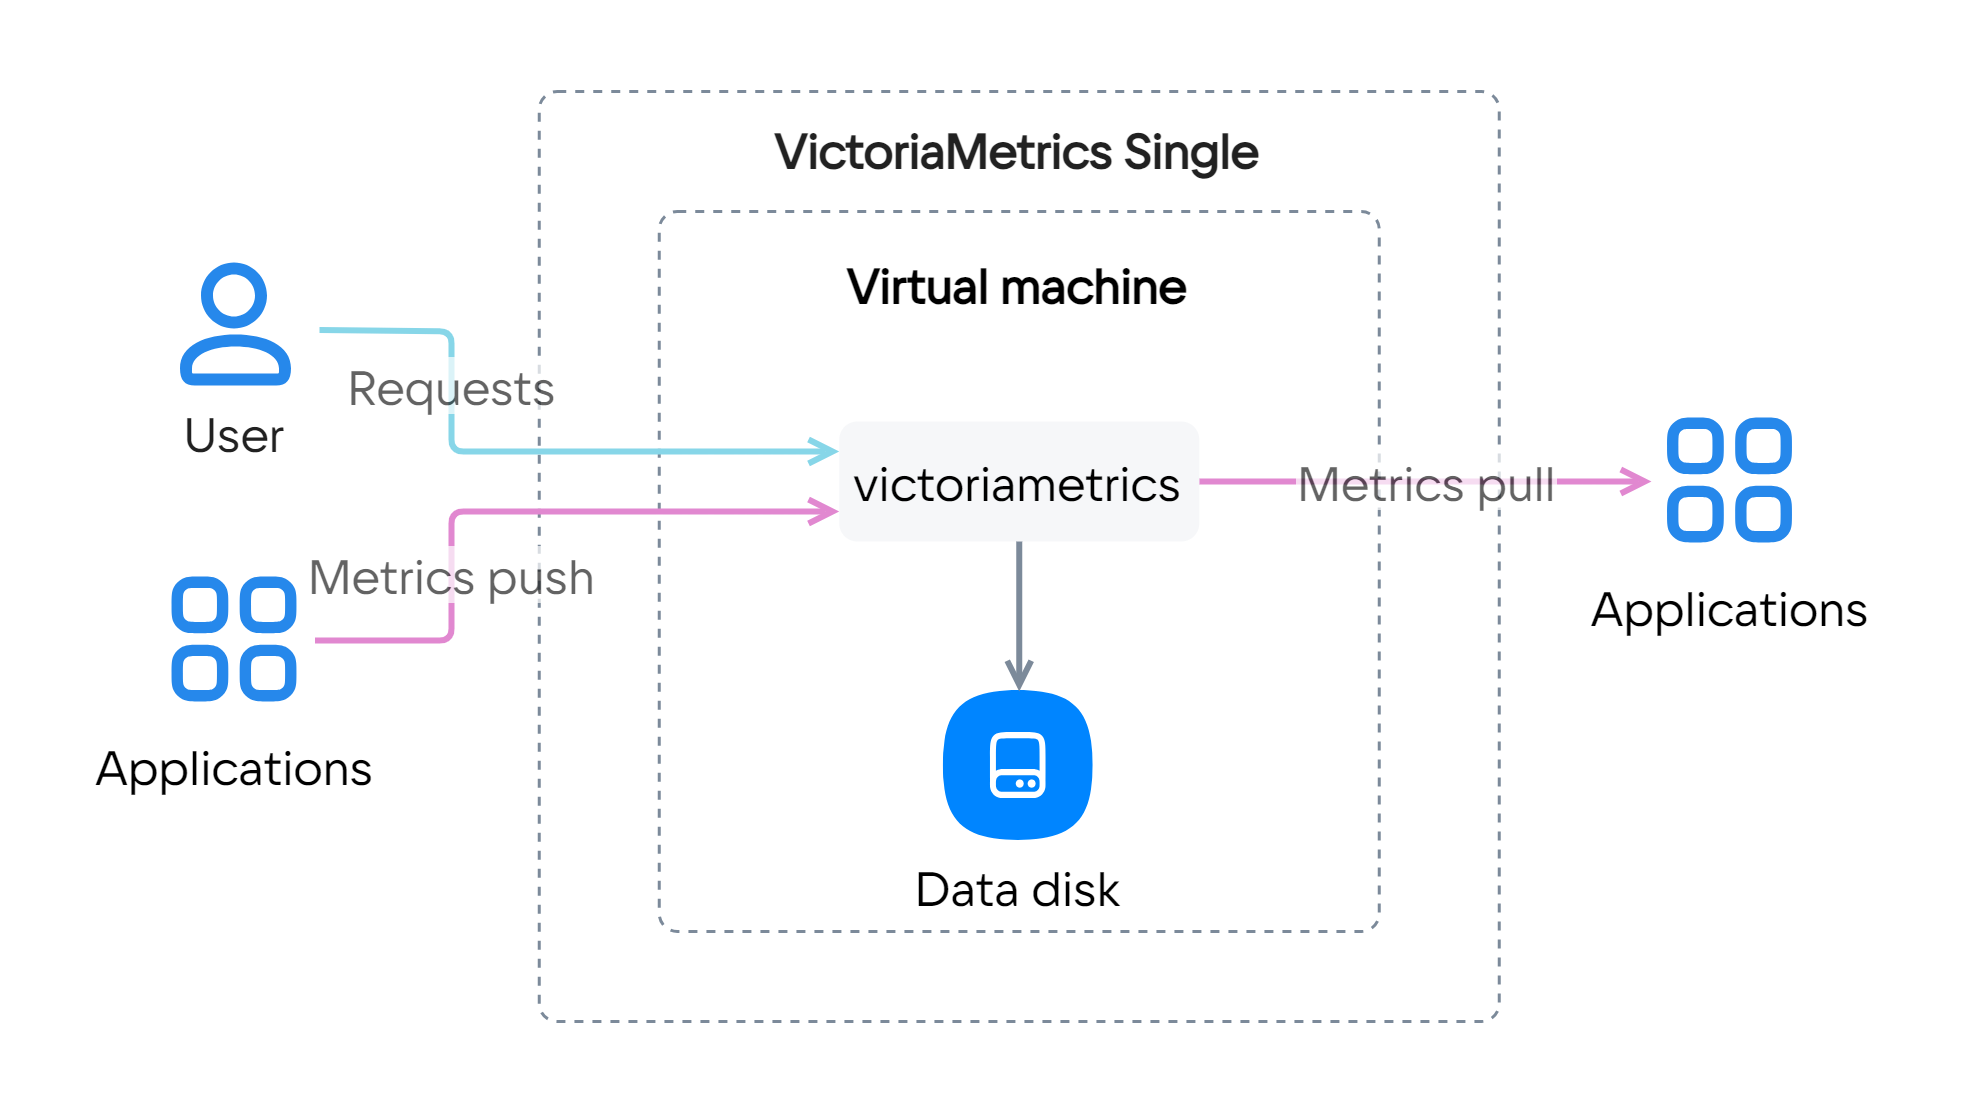 VictoriaMetrics Single
Virtual machine
Requests
User
victoriametrics
Metrics pull
Metrics push
Applications
Applications
Data disk